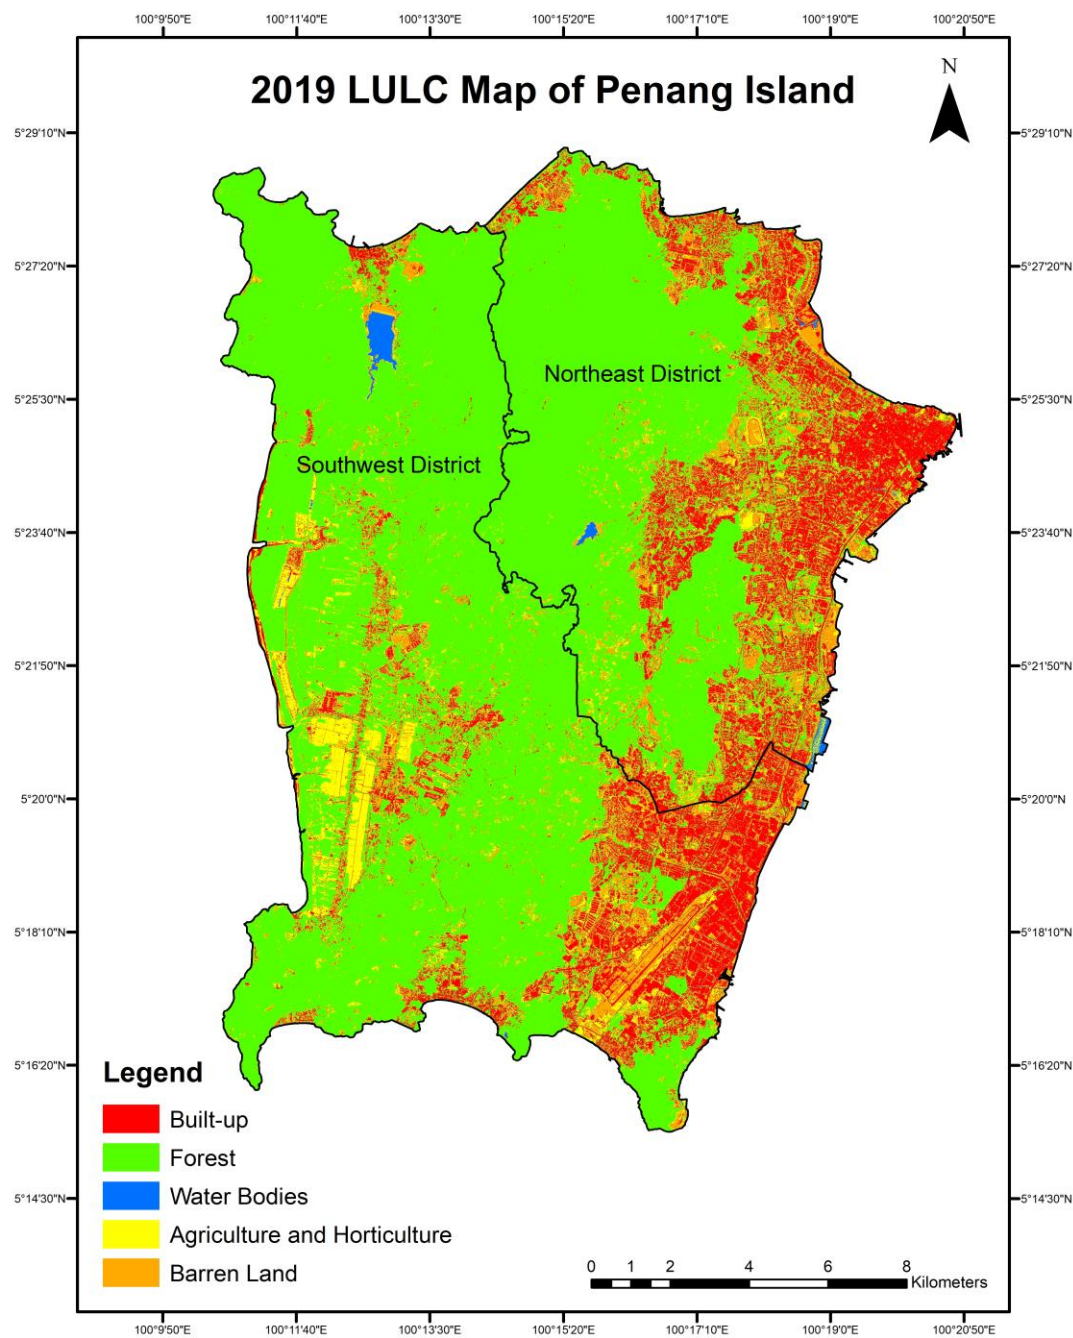 100°9'50"E 100°11'40"E 100°13'30"E 100°15'20"E 100°17'10"E 100°19'0"E 100°20'50"E
2019 LULC Map of Penang Island
N
5°29'10"N 5°29'10"N
5°27'20"N 5°27'20"N
Northeast District
5°25'30"N 5°25'30"N
Southwest District
5°23'40"N 5°23'40"N
5°21'50"N 5°21'50"N
5°20'0"N 5°20'0"N
5°18'10"N 5°18'10"N
5°16'20"N 5°16'20"N
Legend
Built-up
Forest
Water Bodies
5°14'30"N 5°14'30"N
Agriculture and Horticulture
Barren Land
0 1 2 4 6 8
Kilometers
100°9'50"E 100°11'40"E 100°13'30"E 100°15'20"E 100°17'10"E 100°19'0"E 100°20'50"E